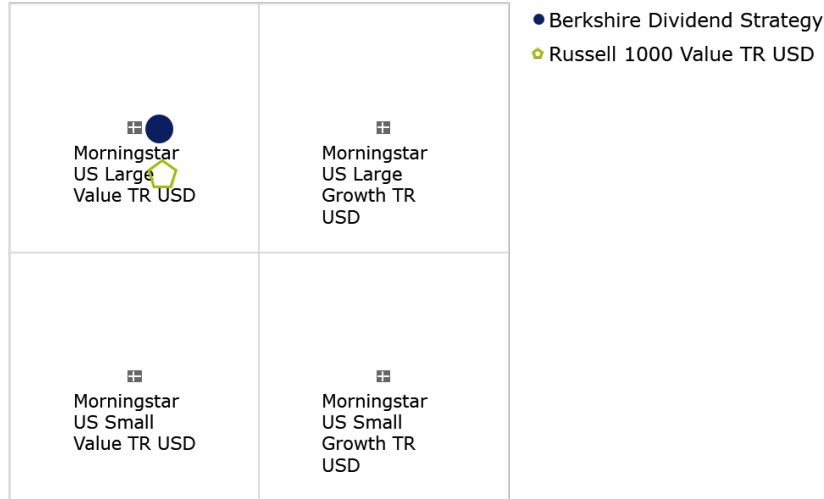 Berkshire Dividend Strategy
Russell 1000 Value TR USD
Morningstar
US Large
Value TR USD
Morningstar
US Large
Growth TR
USD
Morningstar
US Small
Value TR USD
Morningstar
US Small
Growth TR
USD